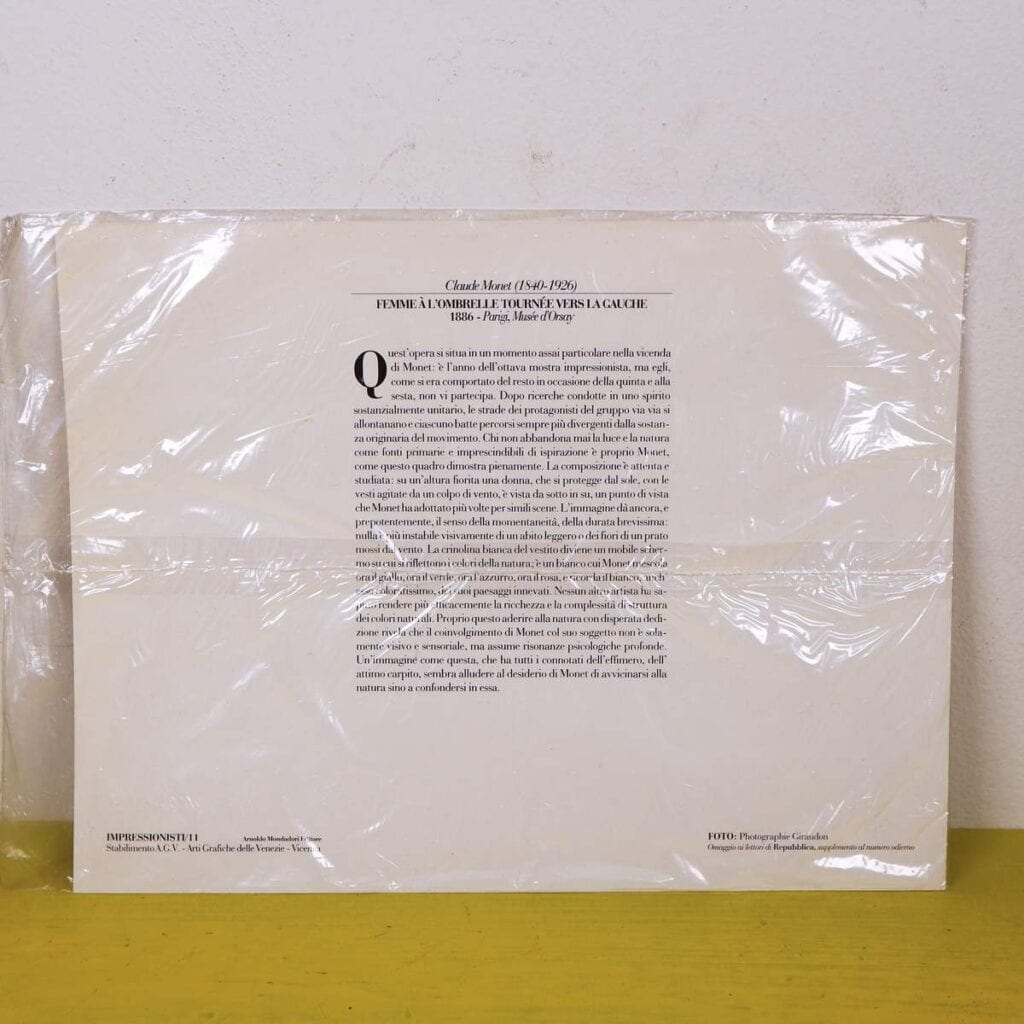 Claude Monet (1840-1926)
FEMME À L'OMBRELLE TOURNÉE VERS LA GAUCHE
1886 - Parigi, Musée d'Orsay
Quest'opera si situa in un momento assai particolare nella vicenda
di Monet: è l'anno dell'ottava mostra impressionista, ma egli,
come si era comportato del resto in occasione della quinta e alla
sesta, non vi partecipa. Dopo ricerche condotte in uno spirito
sostanzialmente unitario, le strade dei protagonisti del gruppo via via si
allontanano e ciascuno batte percorsi sempre più divergenti dalla sostan-
za originaria del movimento. Chi non abbandona mai la luce e la natura
come fonti primarie e imprescindibili di ispirazione è proprio Monet,
come questo quadro dimostra pienamente. La composizione è attenta e
studiata: su un'altura fiorita una donna, che si protegge dal sole, con le
vesti agitate da un colpo di vento, è vista da sotto in su, un punto di vista
che Monet ha adottato più volte per simili scene. L'immagine dà ancora, e
prepotentemente, il senso della momentaneità, della durata brevissima:
nulla è più instabile visivamente di un abito leggero o dei fiori di un prato
mossi dal vento. La crinolina bianca del vestito diviene un mobile scher-
mo su cui si riflettono i colori della natura; è un bianco cui Monet mescola
ora il giallo, ora il verde, ora l'azzurro, ora il rosa, e ricorda il bianco, anch'
esso coloratissimo, dei suoi paesaggi innevati. Nessun altro artista ha sa-
puto rendere più efficacemente la ricchezza e la complessità di struttura
dei colori naturali. Proprio questo aderire alla natura con disperata dedi-
zione rivela che il coinvolgimento di Monet col suo soggetto non è sola-
mente visivo e sensoriale, ma assume risonanze psicologiche profonde.
Un'immagine come questa, che ha tutti i connotati dell'effimero, dell'
attimo carpito, sembra alludere al desiderio di Monet di avvicinarsi alla
natura sino a confondersi in essa.
IMPRESSIONISTI/11 Arnoldo Mondadori Editore
Stabilimento A.G.V. - Arti Grafiche delle Venezie - Vicenza
FOTO: Photographie Giraudon
Omaggio ai lettori di Repubblica, supplemento al numero odierno